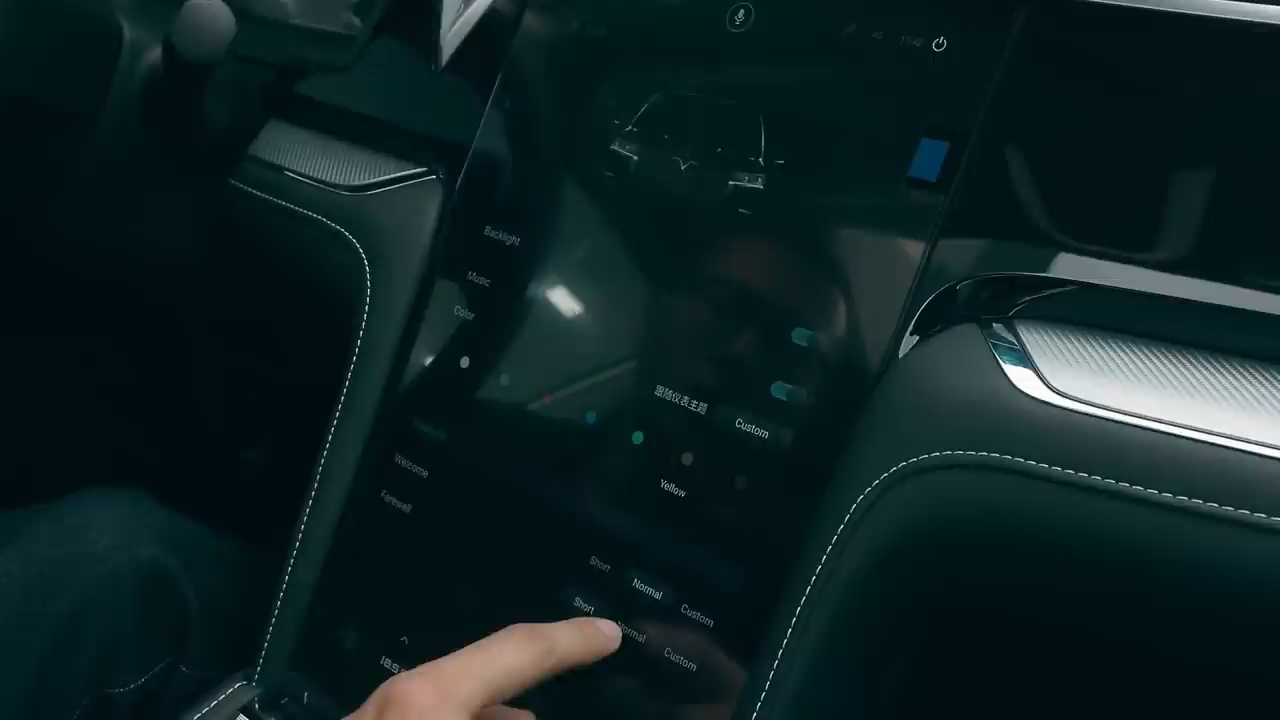 Backlight
Music
Color
跟随仪表主题
Custom
Yellow
Welcome
Farewell
Short Normal Custom
Short Normal Custom